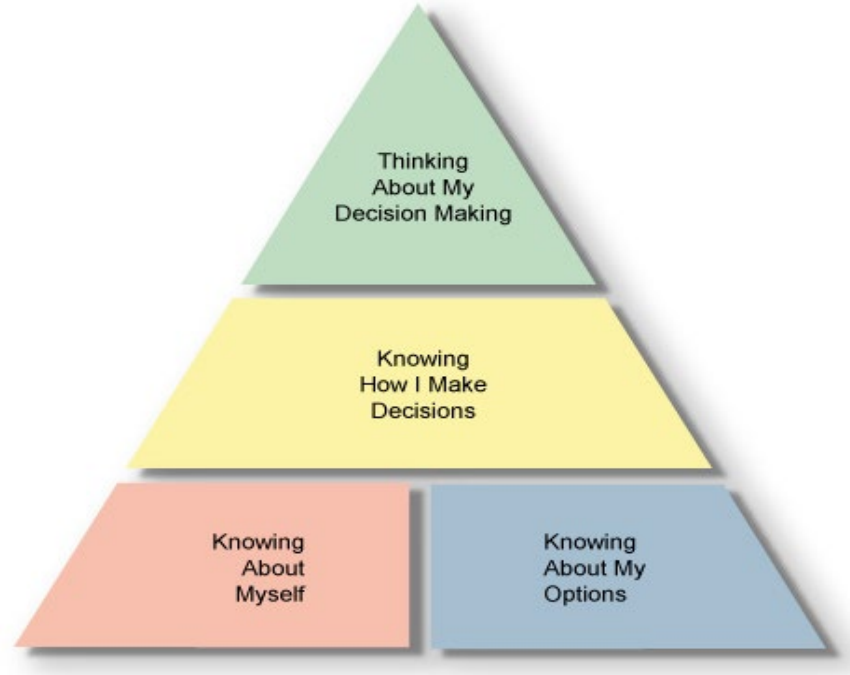 Thinking
About My
Decision Making
Knowing
How I Make
Decisions
Knowing
About
Myself
Knowing
About My
Options